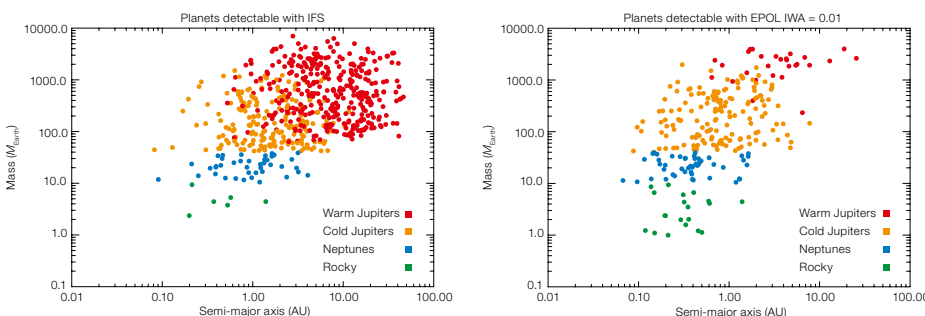 Planets detectable with IFS
10000.0
1000.0
100.0
10.0
1.0
0.1
Mass (M_Earth)
Warm Jupiters
Cold Jupiters
Neptunes
Rocky
0.01 0.10 1.00 10.00 100.00
Semi-major axis (AU)
Planets detectable with EPOL IWA = 0.01
10000.0
1000.0
100.0
10.0
1.0
0.1
Mass (M_Earth)
Warm Jupiters
Cold Jupiters
Neptunes
Rocky
0.01 0.10 1.00 10.00 100.00
Semi-major axis (AU)